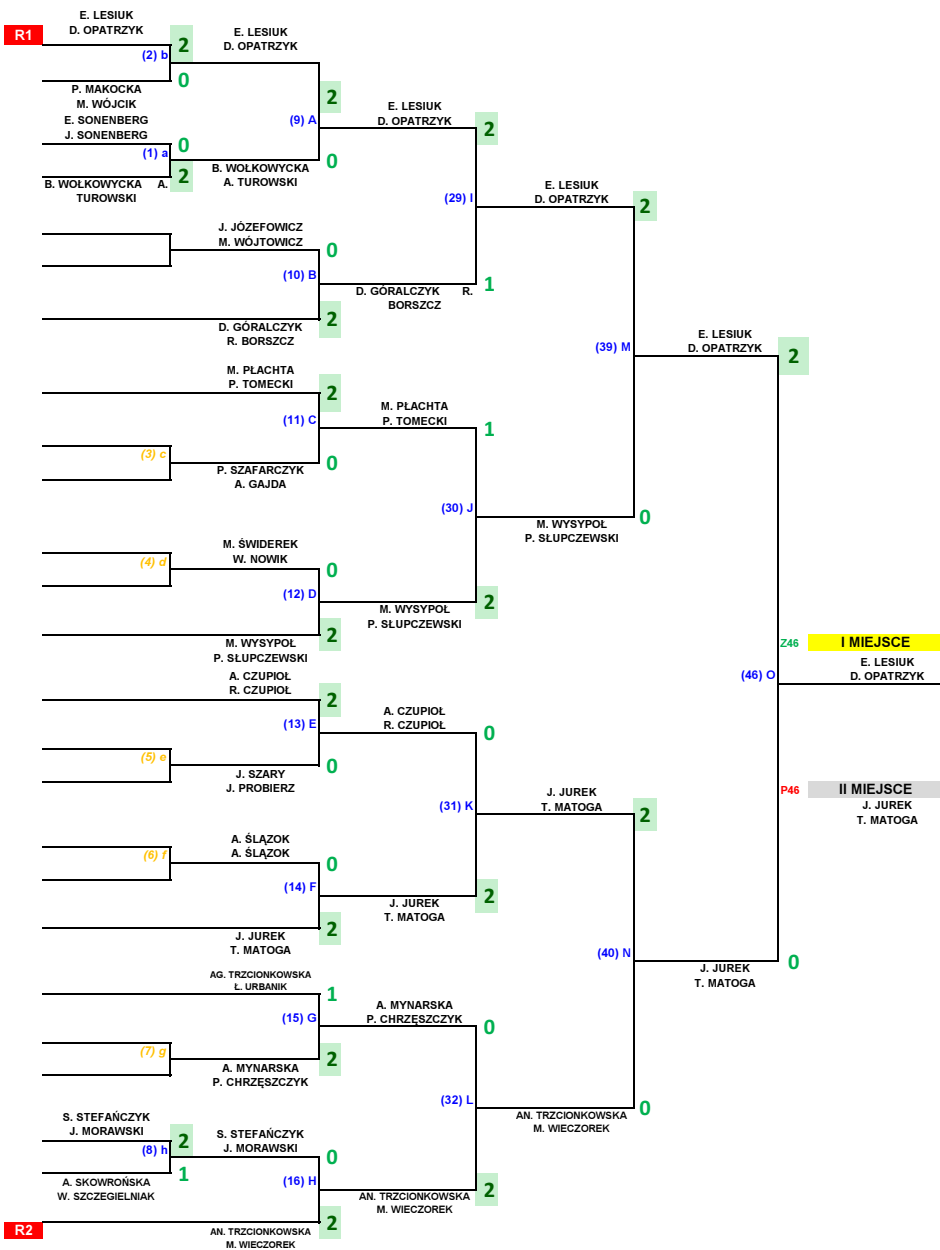 E. LESIUK
D. OPATRZYK
R1
(2) b
2
0
P. MAKOCKA
M. WÓJCIK
E. SONENBERG
J. SONENBERG
0
(1) a
2
B. WOŁKOWYCKA A.
TUROWSKI
E. LESIUK
D. OPATRZYK
2
(9) A
0
B. WOŁKOWYCKA
A. TUROWSKI
J. JÓZEFOWICZ
M. WÓJTOWICZ
0
(10) B
2
D. GÓRALCZYK
R. BORSZCZ
M. PŁACHTA
P. TOMECKI
2
(11) C
(3) c
0
P. SZAFARCZYK
A. GAJDA
M. ŚWIDEREK
W. NOWIK
(4) d
0
(12) D
2
M. WYSYPOŁ
P. SŁUPCZEWSKI
A. CZUPIOŁ
R. CZUPIOŁ
2
(13) E
(5) e
0
J. SZARY
J. PROBIERZ
A. ŚLĄZOK
A. ŚLĄZOK
(6) f
0
(14) F
2
J. JUREK
T. MATOGA
AG. TRZCIONKOWSKA
Ł. URBANIK
1
(15) G
(7) g
2
A. MYNARSKA
P. CHRZĘSZCZYK
S. STEFAŃCZYK
J. MORAWSKI
2
(8) h
1
A. SKOWROŃSKA
W. SZCZEGIELNIAK
S. STEFAŃCZYK
J. MORAWSKI
0
(16) H
2
R2
AN. TRZCIONKOWSKA
M. WIECZOREK
E. LESIUK
D. OPATRZYK
2
(29) I
1
D. GÓRALCZYK R.
BORSZCZ
M. PŁACHTA
P. TOMECKI
1
(30) J
2
M. WYSYPOŁ
P. SŁUPCZEWSKI
A. CZUPIOŁ
R. CZUPIOŁ
0
(31) K
2
J. JUREK
T. MATOGA
A. MYNARSKA
P. CHRZĘSZCZYK
0
(32) L
2
AN. TRZCIONKOWSKA
M. WIECZOREK
E. LESIUK
D. OPATRZYK
2
(39) M
0
M. WYSYPOŁ
P. SŁUPCZEWSKI
J. JUREK
T. MATOGA
2
(40) N
0
AN. TRZCIONKOWSKA
M. WIECZOREK
E. LESIUK
D. OPATRZYK
2
(46) O
0
J. JUREK
T. MATOGA
Z46
I MIEJSCE
E. LESIUK
D. OPATRZYK
P46
II MIEJSCE
J. JUREK
T. MATOGA